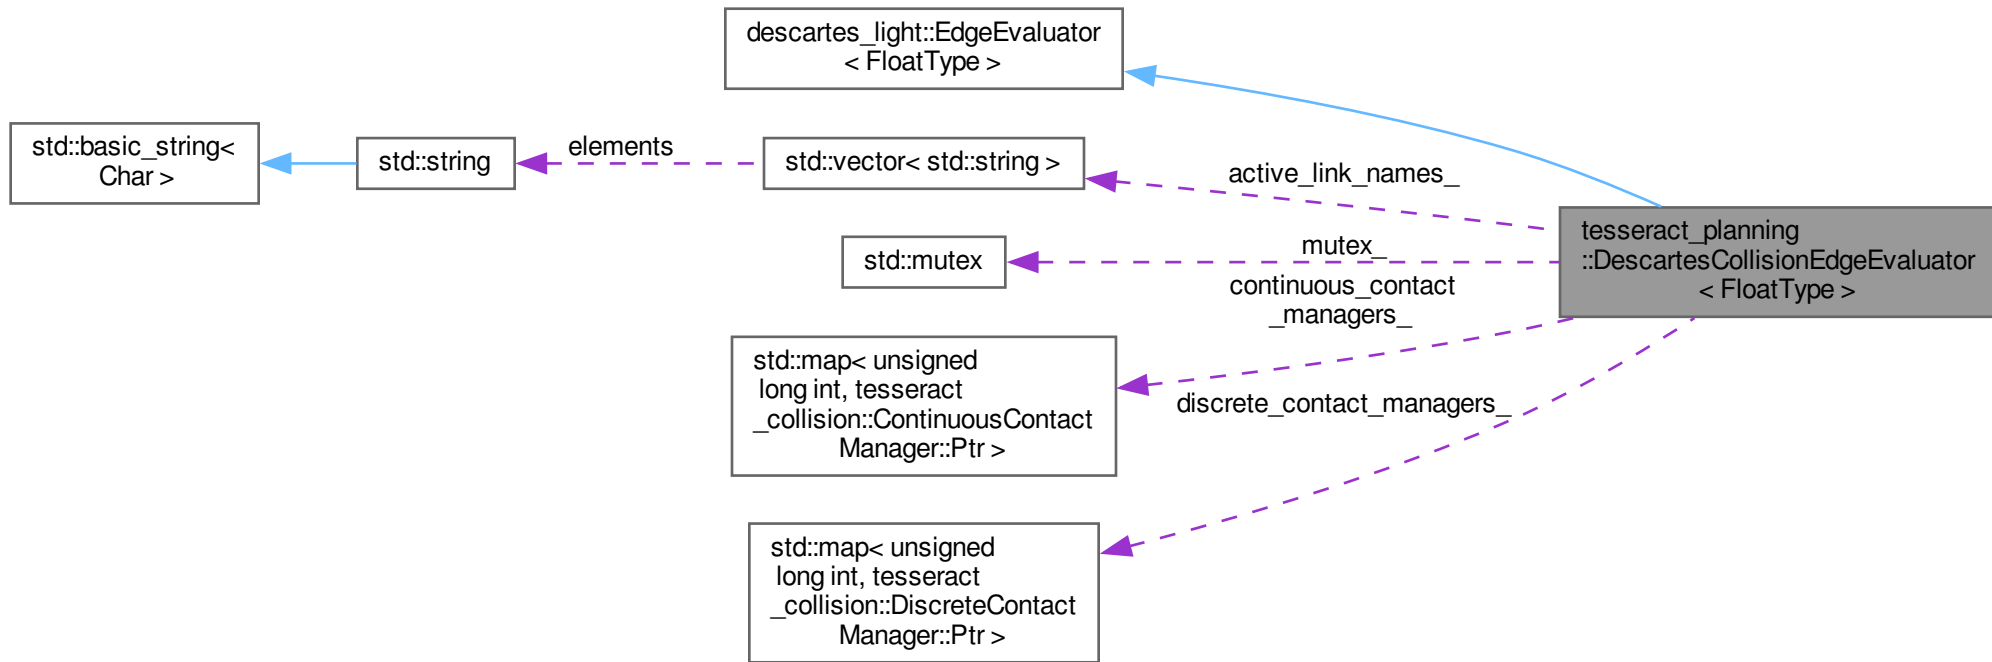 descartes_light::EdgeEvaluator
< FloatType >
std::basic_string<
Char >
std::string
elements
std::vector< std::string >
active_link_names_
std::mutex
mutex_
tesseract_planning
::DescartesCollisionEdgeEvaluator
< FloatType >
continuous_contact
_managers_
std::map< unsigned
long int, tesseract
_collision::ContinuousContact
Manager::Ptr >
discrete_contact_managers_
std::map< unsigned
long int, tesseract
_collision::DiscreteContact
Manager::Ptr >